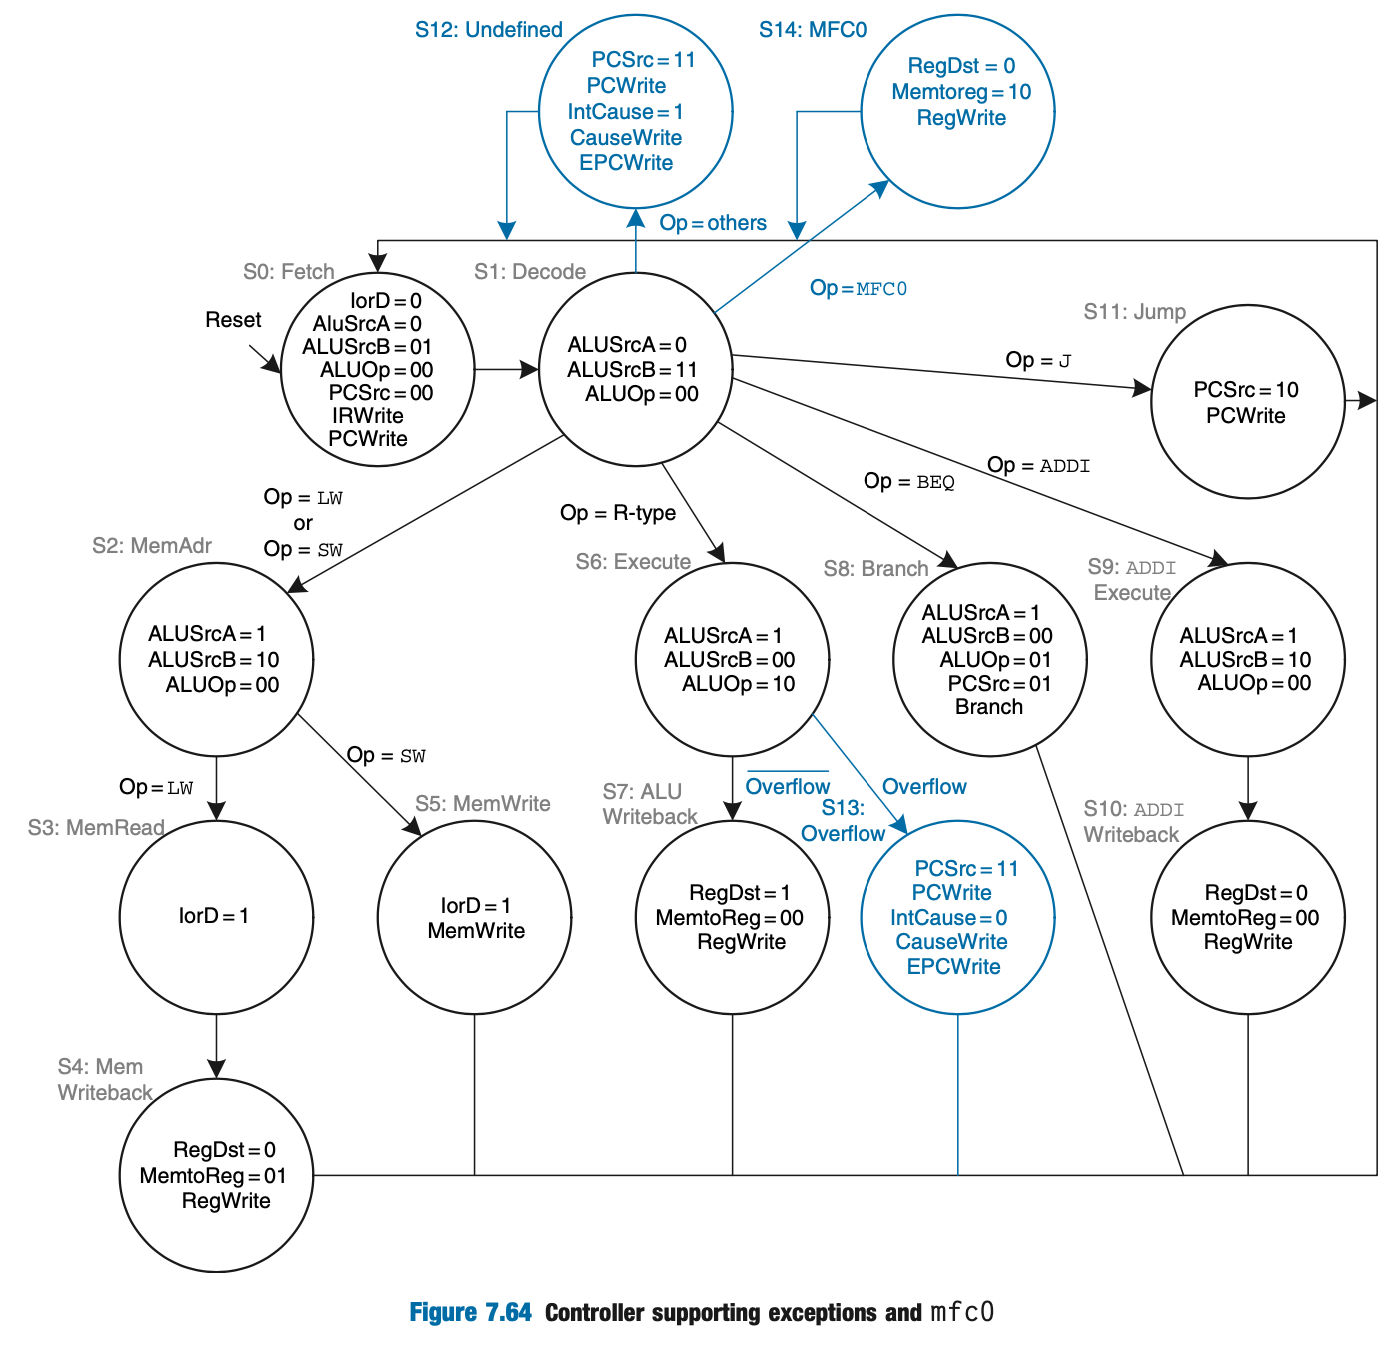 S12: Undefined
PCSrc = 11
PCWrite
IntCause = 1
CauseWrite
EPCWrite
S14: MFC0
RegDst = 0
Memtoreg = 10
RegWrite
Op = others
Op = MFC0
S0: Fetch
Reset
IorD = 0
AluSrcA = 0
ALUSrcB = 01
ALUOp = 00
PCSrc = 00
IRWrite
PCWrite
S1: Decode
ALUSrcA = 0
ALUSrcB = 11
ALUOp = 00
S11: Jump
Op = J
PCSrc = 10
PCWrite
Op = LW
or
Op = SW
Op = R-type
Op = BEQ
Op = ADDI
S2: MemAdr
ALUSrcA = 1
ALUSrcB = 10
ALUOp = 00
S6: Execute
ALUSrcA = 1
ALUSrcB = 00
ALUOp = 10
S8: Branch
ALUSrcA = 1
ALUSrcB = 00
ALUOp = 01
PCSrc = 01
Branch
S9: ADDI
Execute
ALUSrcA = 1
ALUSrcB = 10
ALUOp = 00
Op = LW
Op = SW
Overflow
Overflow
S3: MemRead
IorD = 1
S5: MemWrite
IorD = 1
MemWrite
S7: ALU
Writeback
RegDst = 1
MemtoReg = 00
RegWrite
S13:
Overflow
PCSrc = 11
PCWrite
IntCause = 0
CauseWrite
EPCWrite
S10: ADDI
Writeback
RegDst = 0
MemtoReg = 00
RegWrite
S4: Mem
Writeback
RegDst = 0
MemtoReg = 01
RegWrite
Figure 7.64 Controller supporting exceptions and mfc0